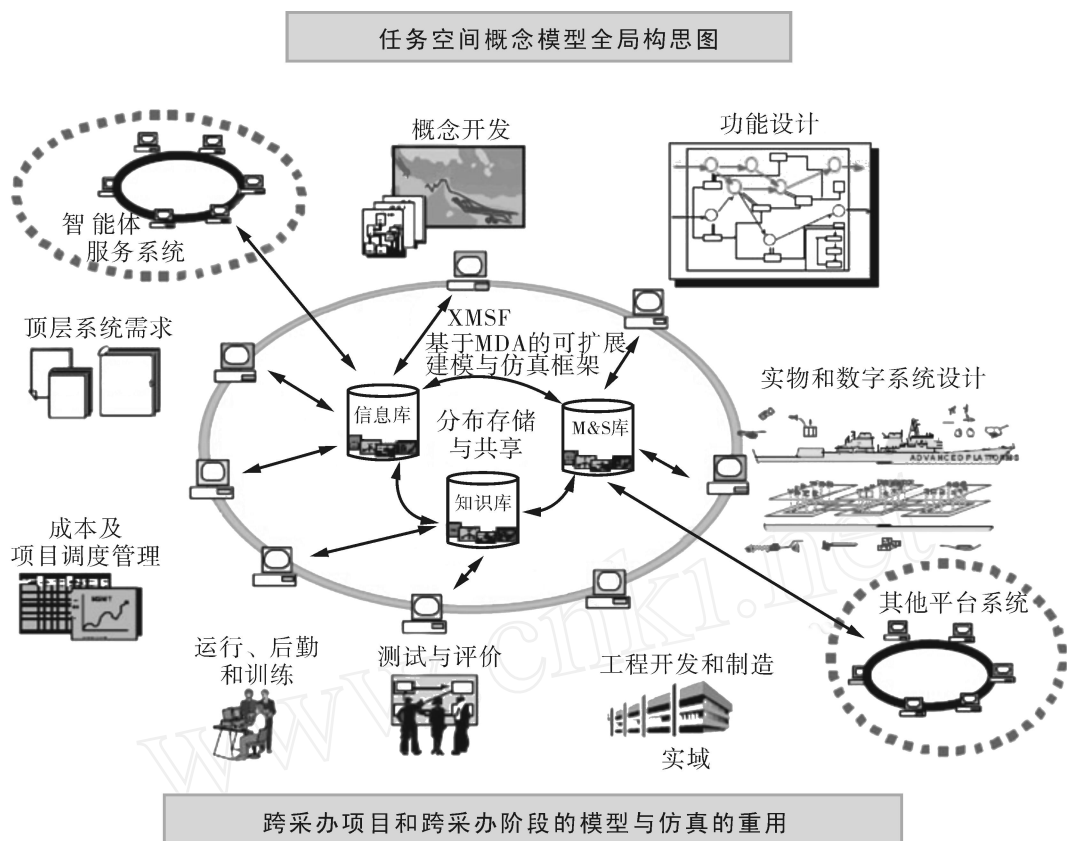 任务空间概念模型全局构思图
概念开发
功能设计
智能体
服务系统
顶层系统需求
XMSF
基于MDA的可扩展
建模与仿真框架
实物和数字系统设计
信息库
分布存储
与共享
M&S库
ADVANCED PLATFORMS
知识库
成本及
项目调度管理
MGMT
其他平台系统
运行、后勤
和训练
测试与评价
工程开发和制造
实域
www.cnki.net
跨采办项目和跨采办阶段的模型与仿真的重用